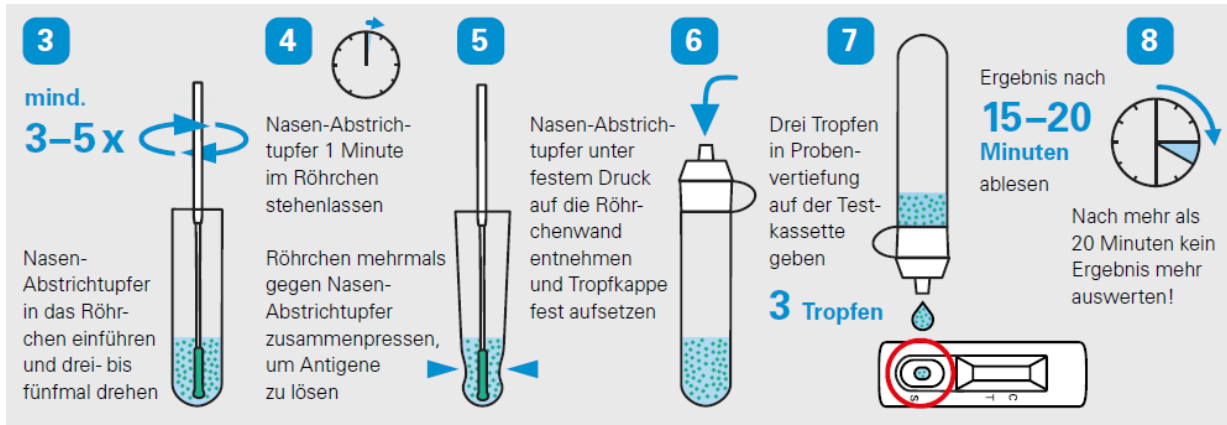 3
mind.
3–5 x
Nasen-
Abstrichtupfer
in das Röhr-
chen einführen
und drei- bis
fünfmal drehen
4
Nasen-Abstrich-
tupfer 1 Minute
im Röhrchen
stehenlassen
Röhrchen mehrmals
gegen Nasen-
Abstrichtupfer
zusammenpressen,
um Antigene
zu lösen
5
Nasen-Abstrich-
tupfer unter
festem Druck
auf die Röhr-
chenwand
entnehmen
und Tropfkappe
fest aufsetzen
6
7
Drei Tropfen
in Proben-
vertiefung
auf der Test-
kassette
geben
3 Tropfen
S
T
C
8
Ergebnis nach
15–20
Minuten
ablesen
Nach mehr als
20 Minuten kein
Ergebnis mehr
auswerten!